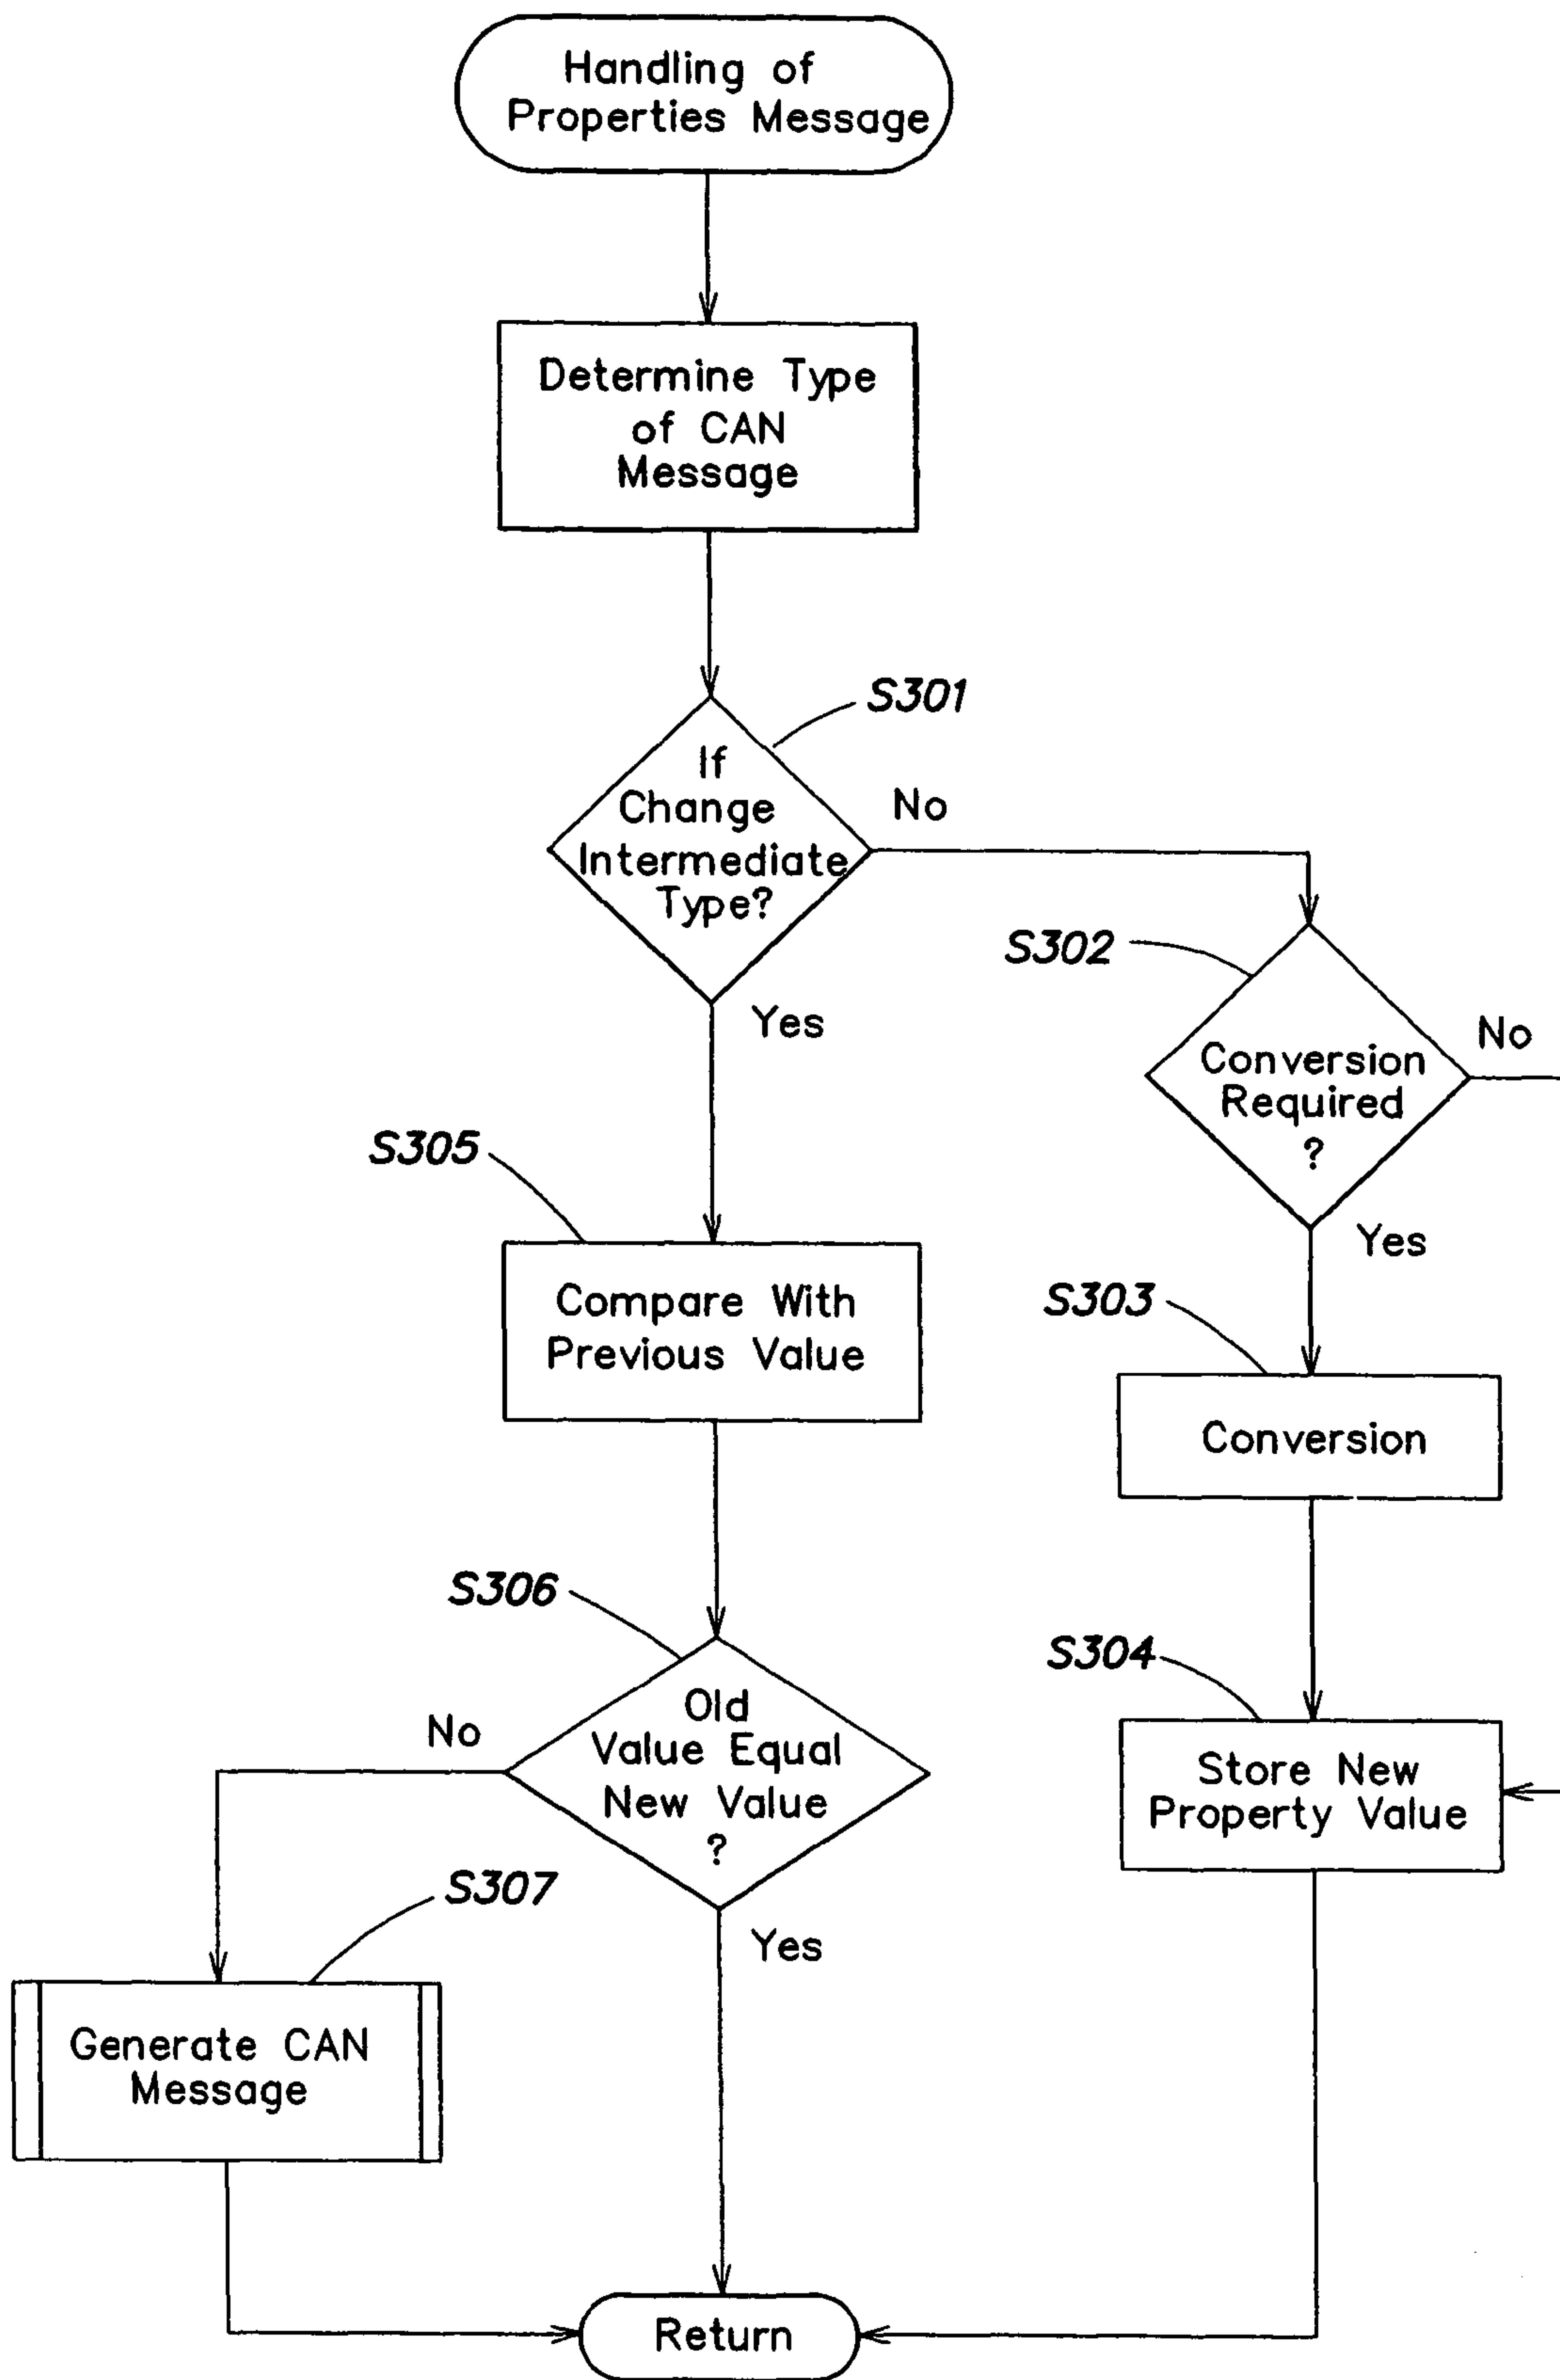 Handling of
Properties Message
Determine Type
of CAN
Message
S301
If
Change
Intermediate
Type?
No
Yes
S302
Conversion
Required
?
No
Yes
S305
Compare With
Previous Value
S303
Conversion
S306
Old
Value Equal
New Value
?
No
Yes
S304
Store New
Property Value
S307
Generate CAN
Message
Return